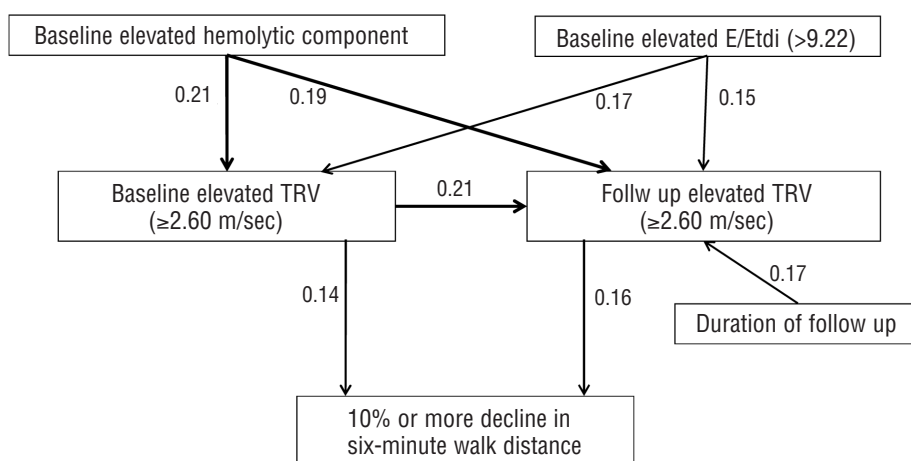 Baseline elevated hemolytic component
Baseline elevated E/Etdi (>9.22)
0.21
0.19
0.17
0.15
Baseline elevated TRV
(≥2.60 m/sec)
0.21
Follw up elevated TRV
(≥2.60 m/sec)
0.14
0.16
0.17
Duration of follow up
10% or more decline in
six-minute walk distance